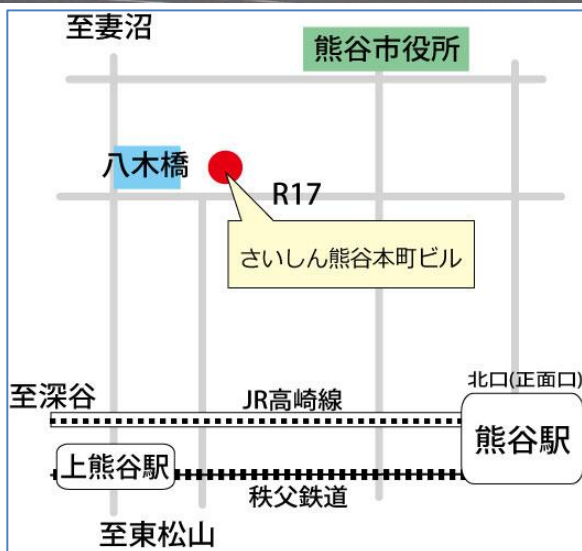 至妻沼
熊谷市役所
八木橋
R17
さいしん熊谷本町ビル
北口(正面口)
至深谷
JR高崎線
熊谷駅
上熊谷駅
秩父鉄道
至東松山